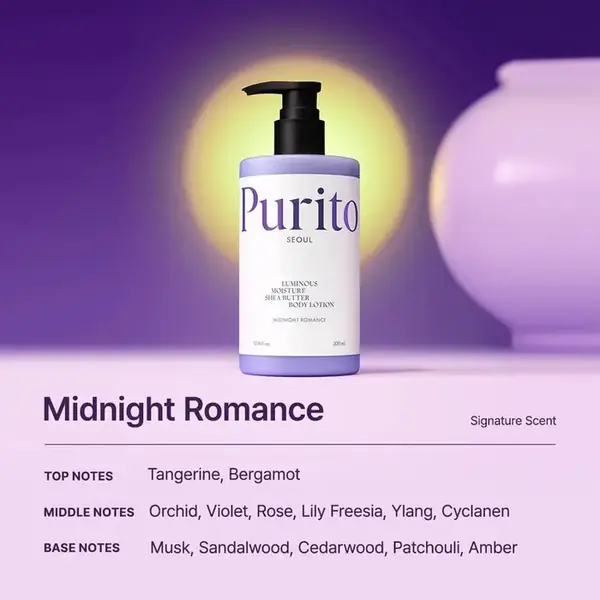 Purito
SEOUL
LUMINOUS
MOISTURE
SHEA BUTTER
BODY LOTION
MIDNIGHT ROMANCE
Midnight Romance
Signature Scent
TOP NOTES Tangerine, Bergamot
MIDDLE NOTES Orchid, Violet, Rose, Lily Freesia, Ylang, Cyclanen
BASE NOTES Musk, Sandalwood, Cedarwood, Patchouli, Amber